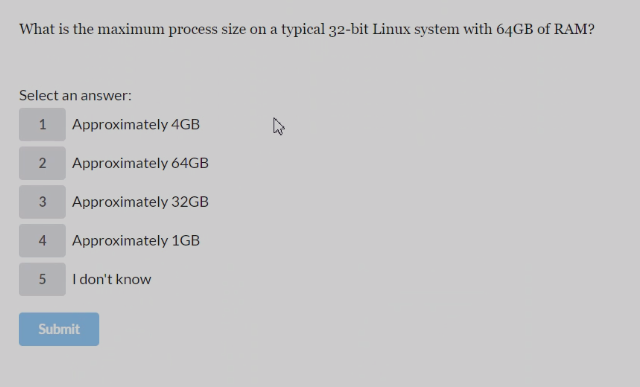 What is the maximum process size on a typical 32-bit Linux system with 64GB of RAM?
Select an answer:
1 Approximately 4GB
2 Approximately 64GB
3 Approximately 32GB
4 Approximately 1GB
5 I don't know
Submit